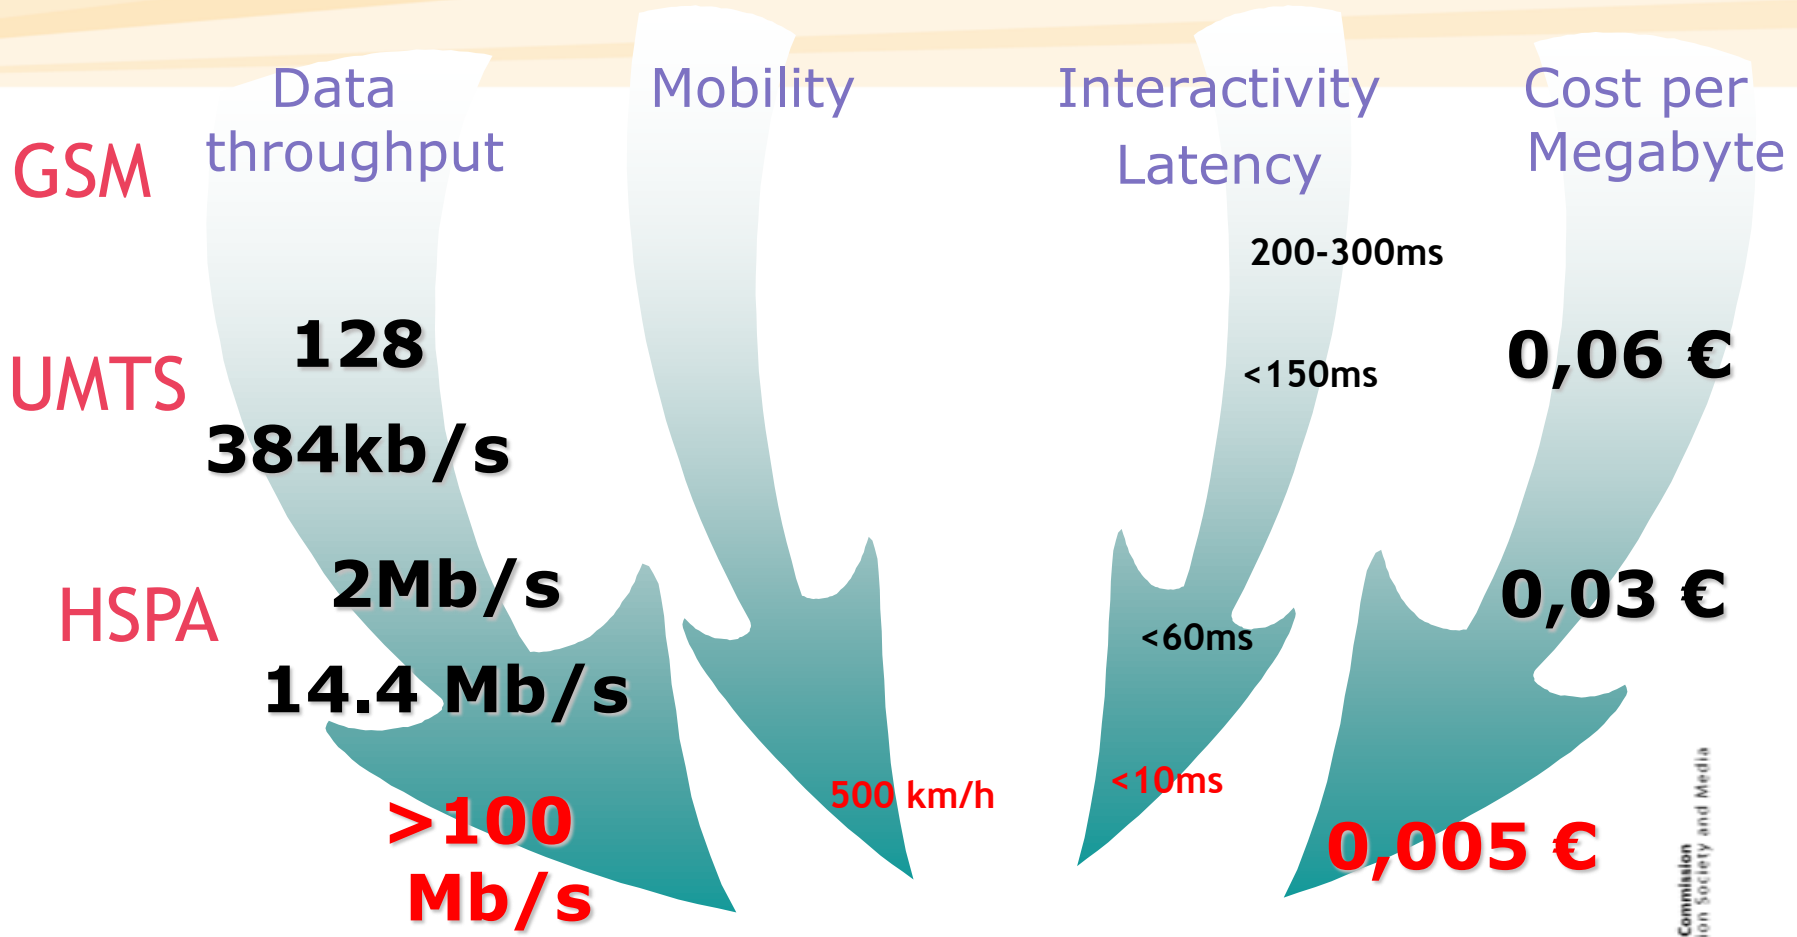 Data
throughput
Mobility
Interactivity
Latency
Cost per
Megabyte
GSM
200-300ms
UMTS
128
384kb/s
<150ms
0,06 €
HSPA
2Mb/s
14.4 Mb/s
<60ms
0,03 €
>100
Mb/s
500 km/h
<10ms
0,005 €
Commission
Society and Media